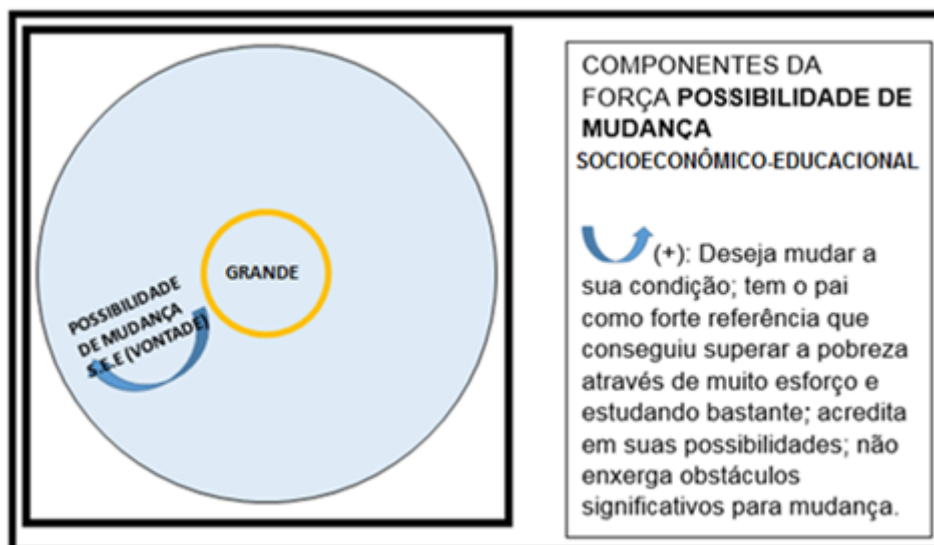 GRANDE
POSSIBILIDADE
DE MUDANÇA
S.E.E (VONTADE)
COMPONENTES DA
FORÇA POSSIBILIDADE DE
MUDANÇA
SOCIOECONÔMICO-EDUCACIONAL
(+): Deseja mudar a
sua condição; tem o pai
como forte referência que
conseguiu superar a pobreza
através de muito esforço e
estudando bastante; acredita
em suas possibilidades; não
enxerga obstáculos
significativos para mudança.